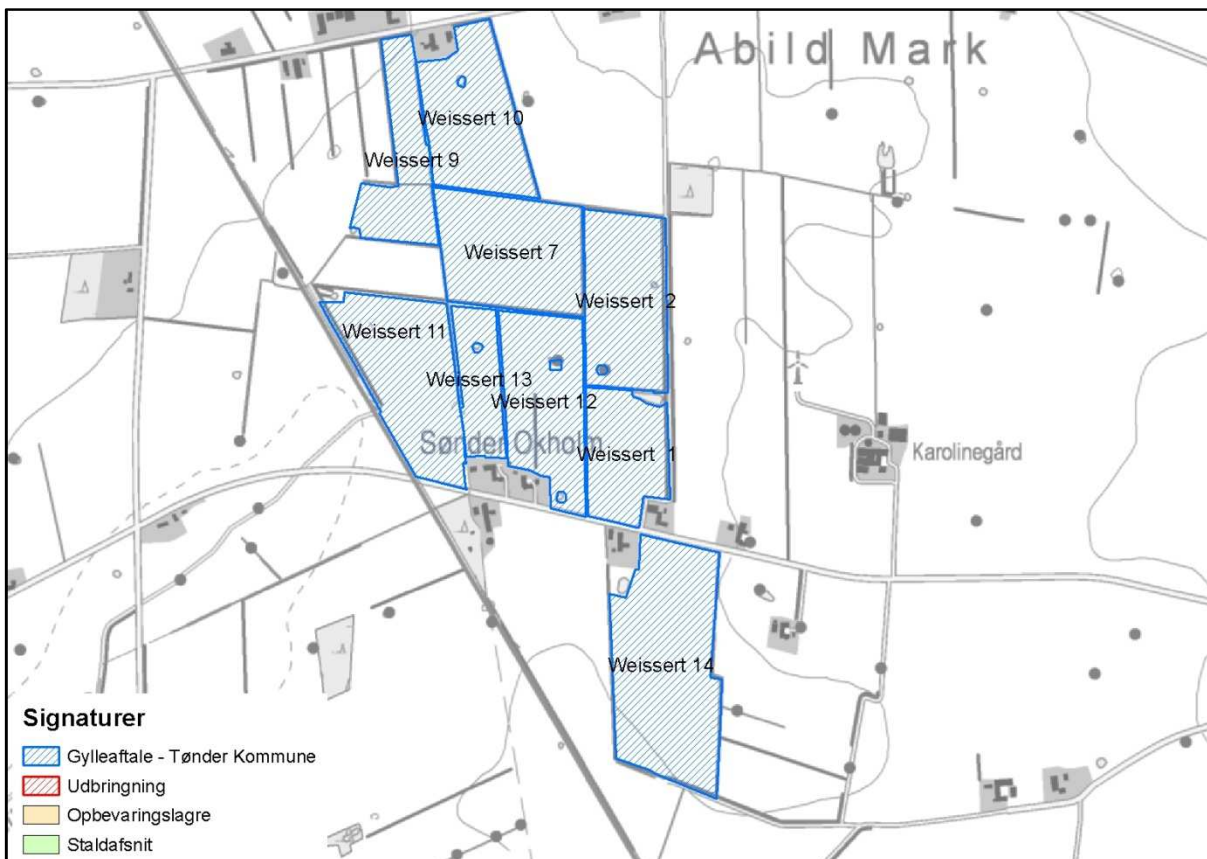 Abild Mark
Weissert 10
Weissert 9
Weissert 7
Weissert 2
Weissert 11
Weissert 13
Weissert 12
Sønder Okholm
Weissert 1
Karolinegård
Weissert 14
Signaturer
Gylleaftale - Tønder Kommune
Udbringning
Opbevaringslagre
Staldafsnit